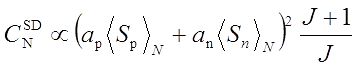 C_N^SD ∝ (a_p⟨S_p⟩_N + a_n⟨S_n⟩_N)² (J + 1)/J